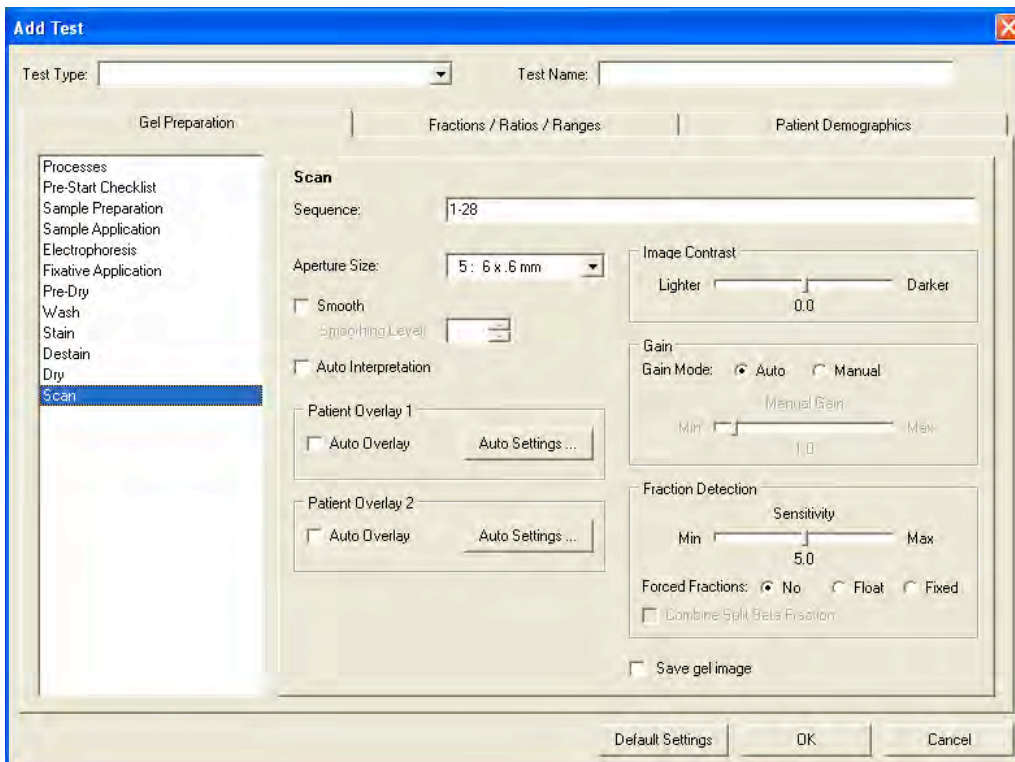 Add Test
Test Type:
Test Name:
Gel Preparation
Fractions / Ratios / Ranges
Patient Demographics
Processes
Pre-Start Checklist
Sample Preparation
Sample Application
Electrophoresis
Fixative Application
Pre-Dry
Wash
Stain
Destain
Dry
Scan
Scan
Sequence: 1-28
Aperture Size: 5 : 6 x .6 mm
Smooth
Smoothing Level:
Auto Interpretation
Patient Overlay 1
Auto Overlay Auto Settings ...
Patient Overlay 2
Auto Overlay Auto Settings ...
Image Contrast
Lighter Darker
0.0
Gain
Gain Mode: Auto Manual
Manual Gain
Min Max
1.0
Fraction Detection
Sensitivity
Min Max
5.0
Forced Fractions: No Float Fixed
Combine Split Beta Fraction
Save gel image
Default Settings OK Cancel